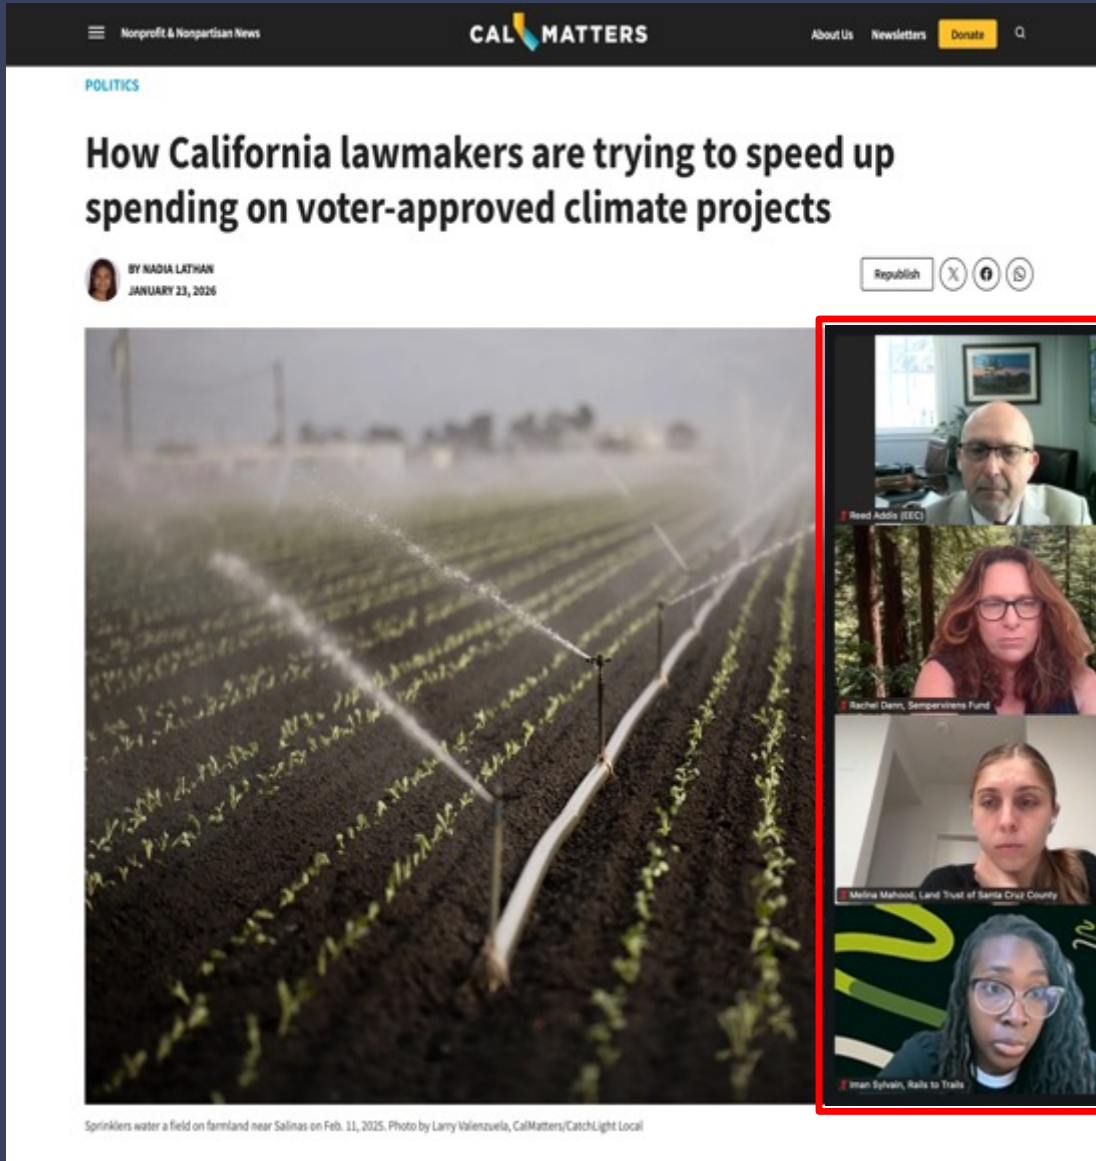 Nonprofit & Nonpartisan News
CAL MATTERS
About Us
Newsletters
Donate
POLITICS
How California lawmakers are trying to speed up
spending on voter-approved climate projects
BY NADIA LATHAN
JANUARY 23, 2026
Republish
Reed Addis (EEC)
Rachel Dann, Sempervirens Fund
Melina Mahood, Land Trust of Santa Cruz County
Iman Sylvain, Rails to Trails
Sprinklers water a field on farmland near Salinas on Feb. 11, 2025. Photo by Larry Valenzuela, CalMatters/CatchLight Local